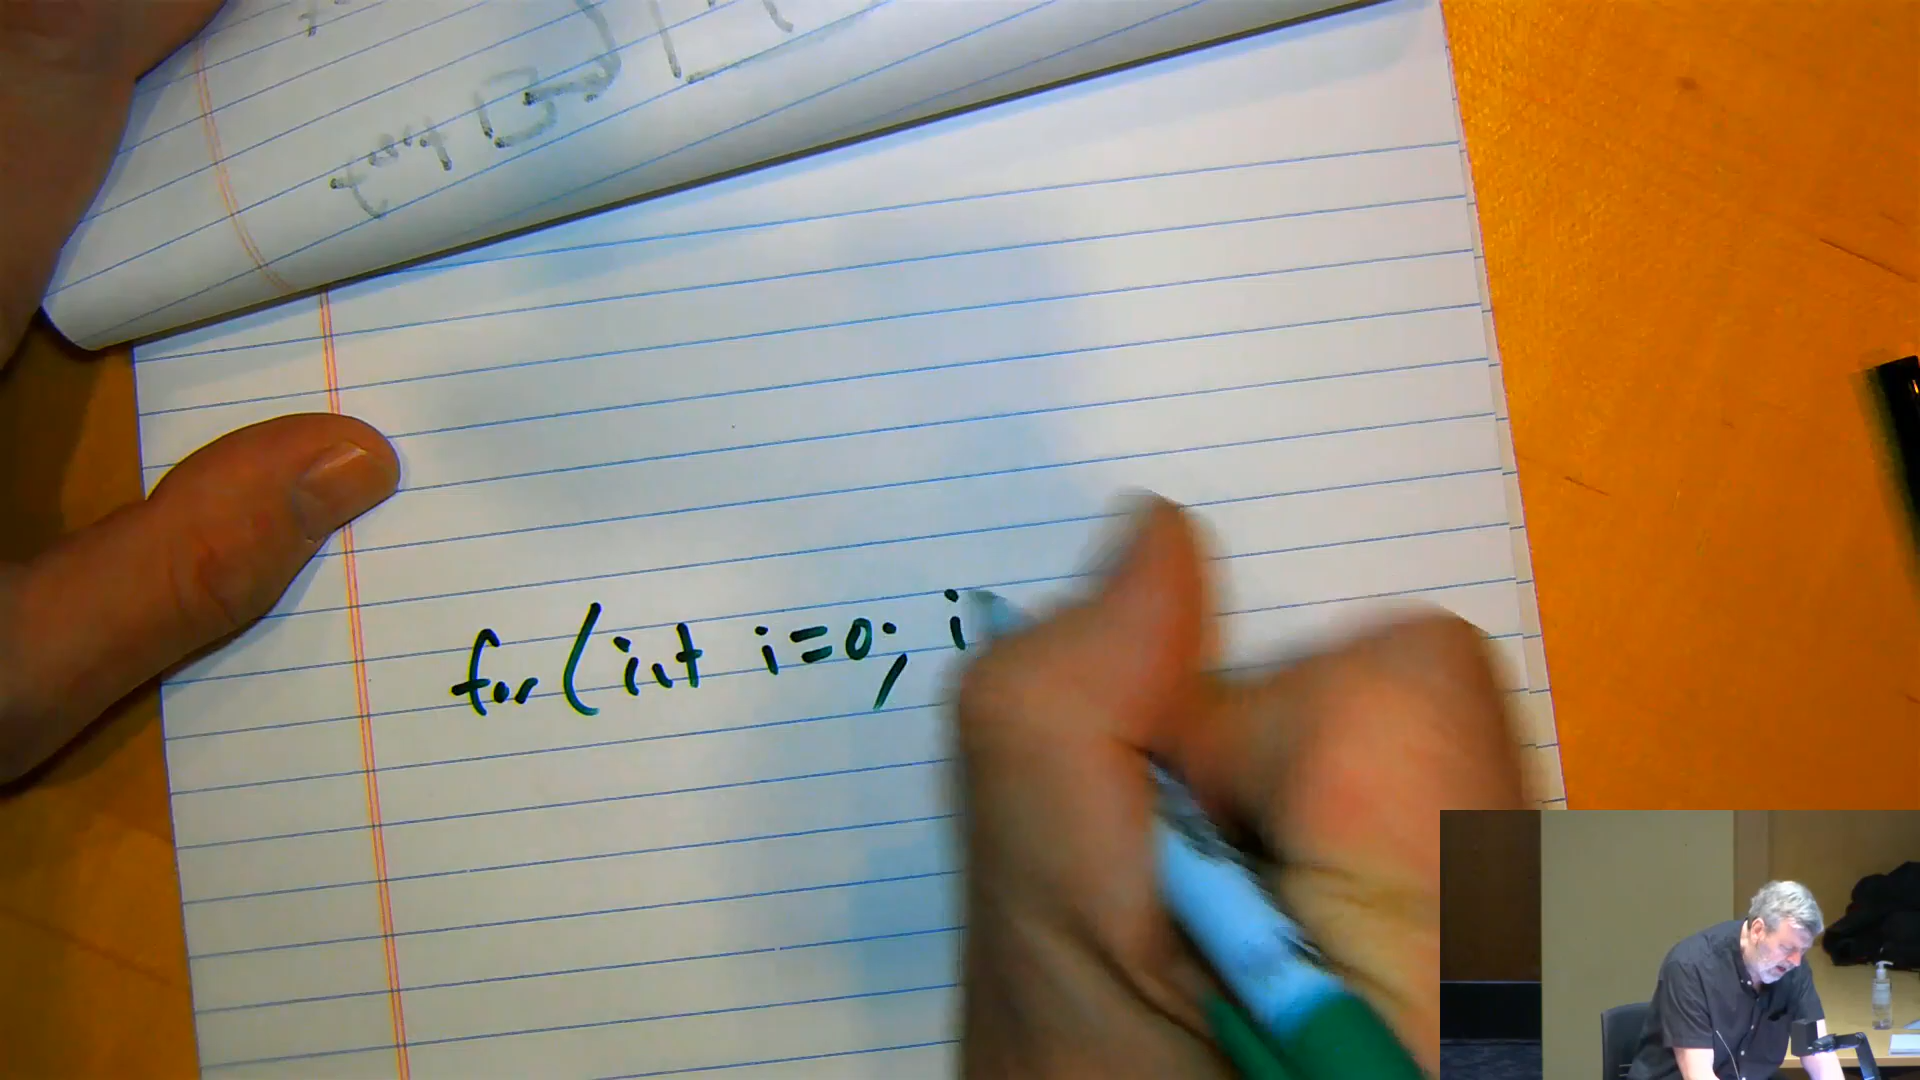 for(int i=0; i